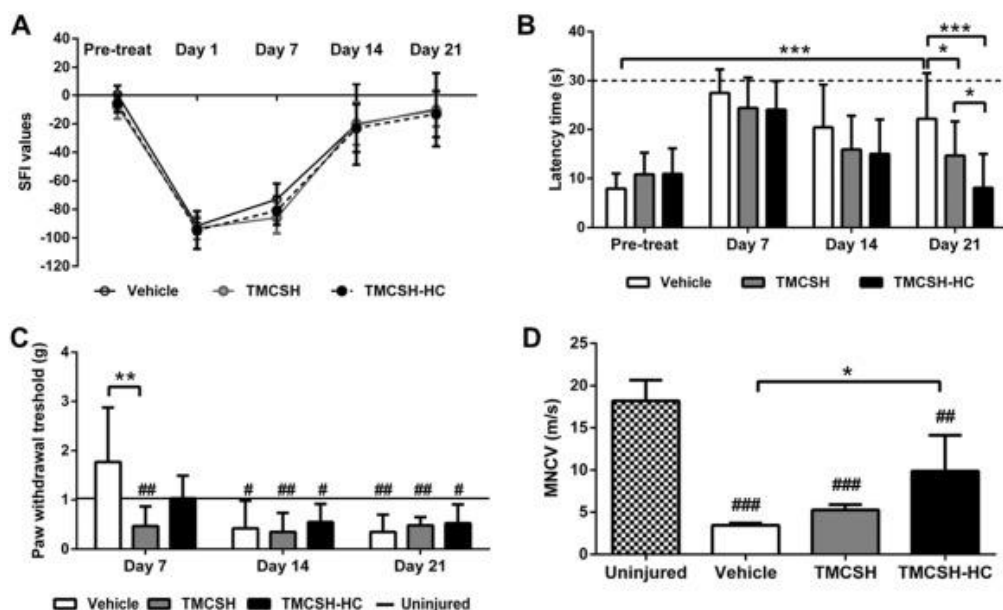 A
Pre-treat Day 1 Day 7 Day 14 Day 21
40
20
0
-20
-40
-60
-80
-100
-120
SFI values
Vehicle TMCSH TMCSH-HC
B
***
***
*
*
40
30
20
10
0
Latency time (s)
Pre-treat Day 7 Day 14 Day 21
Vehicle TMCSH TMCSH-HC
C
4
3
2
1
0
Paw withdrawal treshold (g)
**
## # ## # ## ## #
Day 7 Day 14 Day 21
Vehicle TMCSH TMCSH-HC Uninjured
D
25
20
15
10
5
0
MNCV (m/s)
*
### ### ##
Uninjured Vehicle TMCSH TMCSH-HC